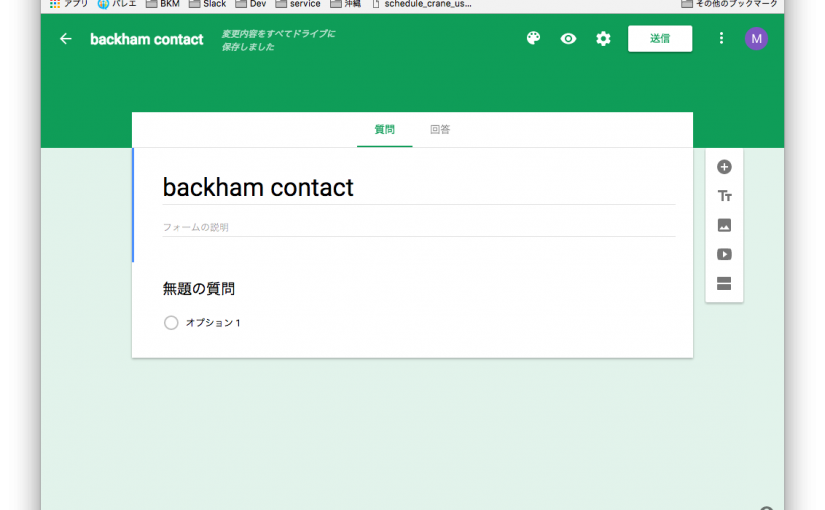 アプリ バレエ BKM Slack Dev service 沖縄 schedule_crane_us... その他のブックマーク
backham contact 変更内容をすべてドライブに
保存しました
送信
M
質問 回答
backham contact
フォームの説明
無題の質問
オプション 1